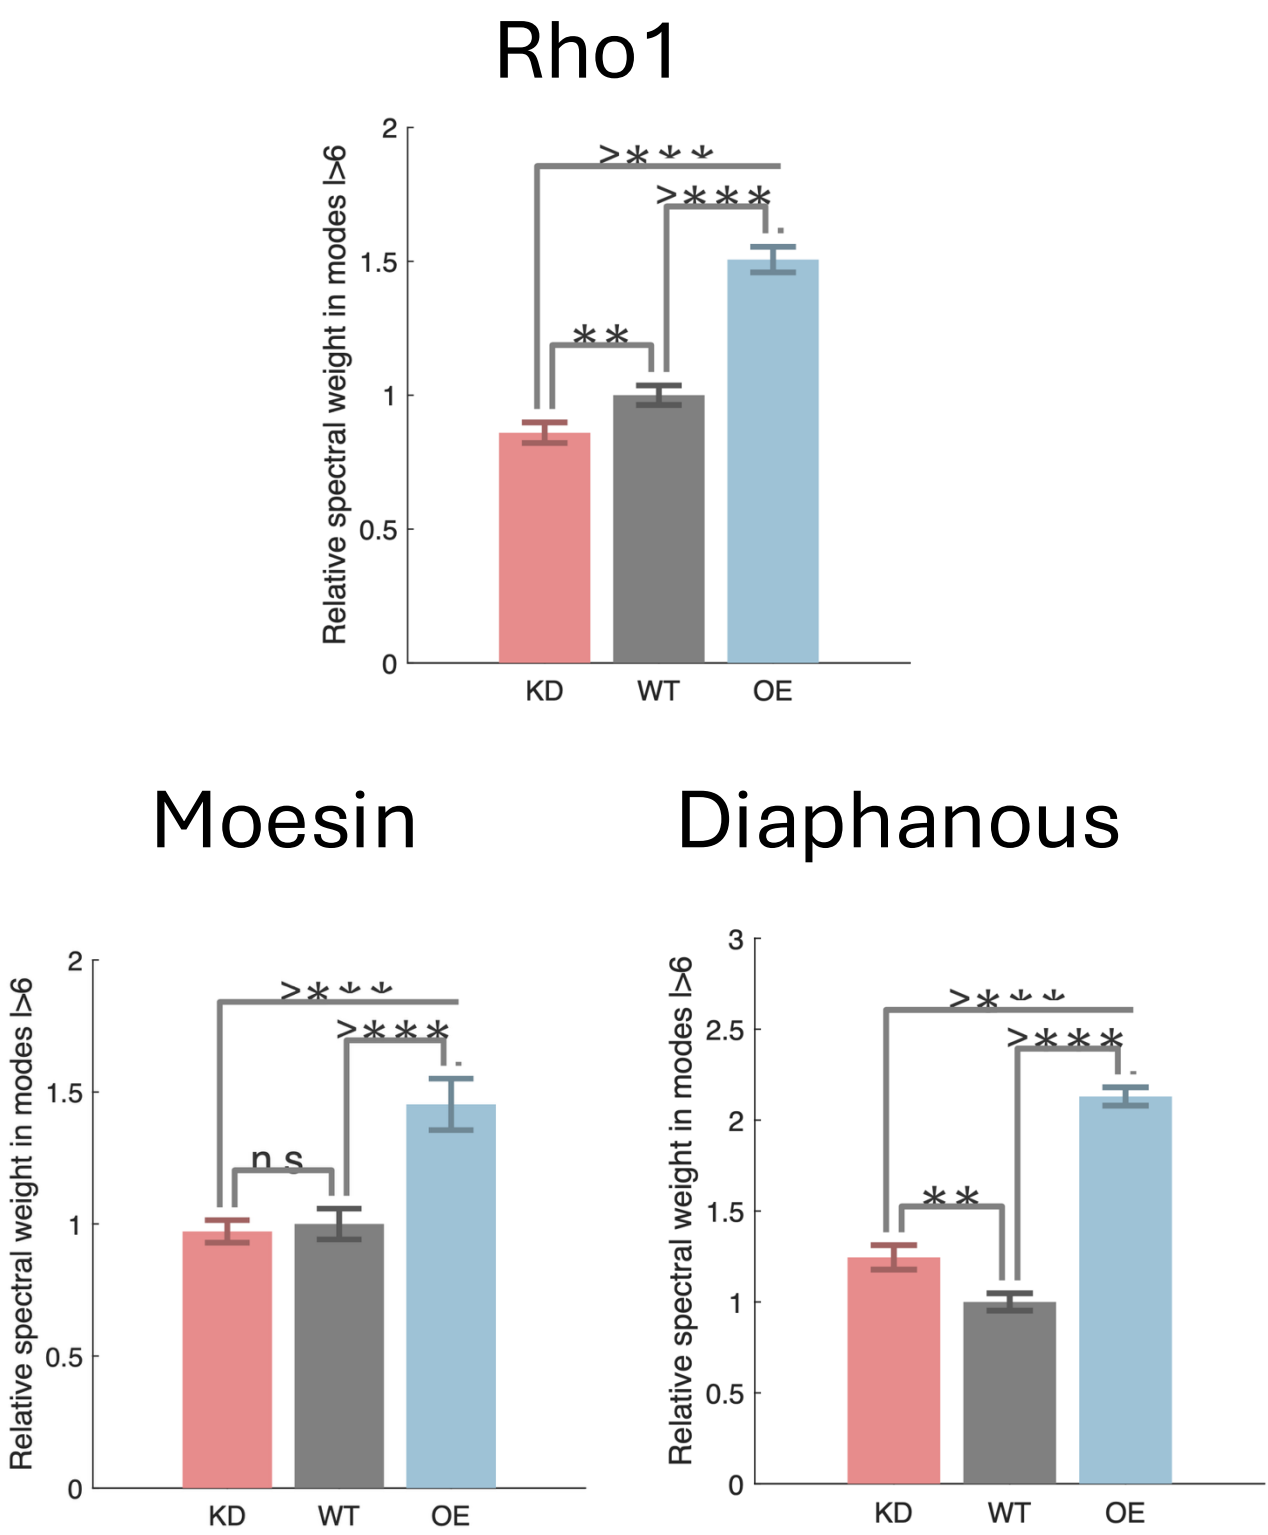 Rho1
Relative spectral weight in modes l>6
2
1.5
1
0.5
0
>***
>***
**
KD WT OE
Moesin
Relative spectral weight in modes l>6
2
1.5
1
0.5
0
>***
>***
n.s
KD WT OE
Diaphanous
Relative spectral weight in modes l>6
3
2.5
2
1.5
1
0.5
0
>***
>***
**
KD WT OE